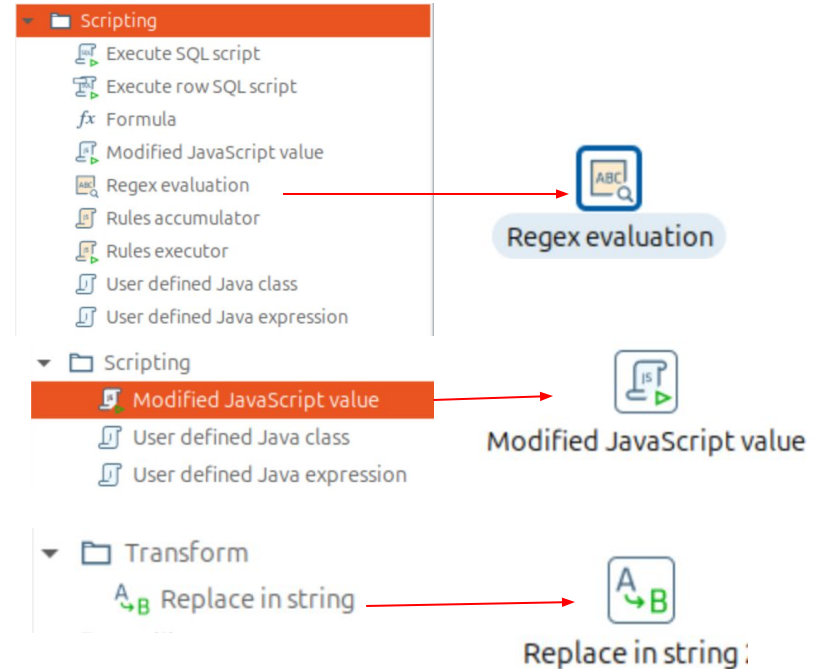 Scripting
Execute SQL script
Execute row SQL script
fx Formula
Modified JavaScript value
ABC Regex evaluation
Rules accumulator
Rules executor
User defined Java class
User defined Java expression
ABC
Regex evaluation
Scripting
Modified JavaScript value
User defined Java class
User defined Java expression
JS
Modified JavaScript value
Transform
A B Replace in string
A B
Replace in string